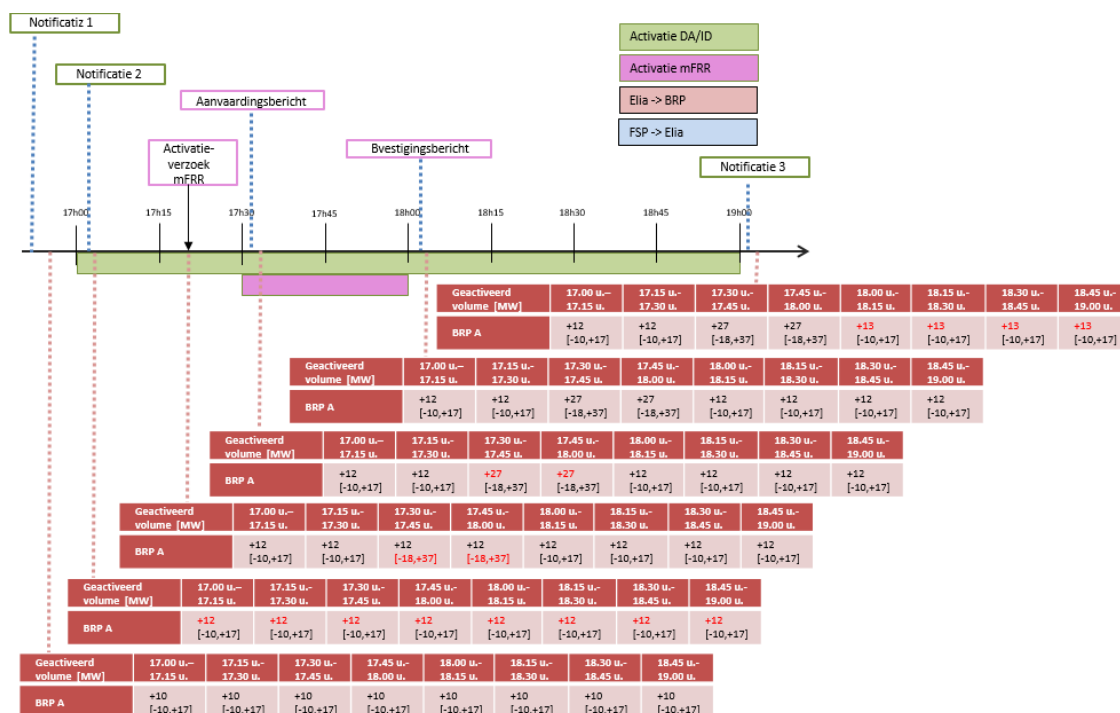 Notificatiz 1
Activatie DA/ID
Notificatie 2
Activatie mFRR
Aanvaardingsbericht
Elia -> BRP
FSP -> Elia
Activatie-
verzoek
mFRR
Bvestigingsbericht
Notificatie 3
17h00 17h15 17h30 17h45 18h00 18h15 18h30 18h45 19h00
Geactiveerd 17.00 u.– 17.15 u.- 17.30 u.- 17.45 u.- 18.00 u.- 18.15 u.- 18.30 u.- 18.45 u.-
volume [MW] 17.15 u. 17.30 u. 17.45 u. 18.00 u. 18.15 u. 18.30 u. 18.45 u. 19.00 u.
BRP A +12 +12 +27 +27 +13 +13 +13 +13
[-10,+17] [-10,+17] [-18,+37] [-18,+37] [-10,+17] [-10,+17] [-10,+17] [-10,+17]
Geactiveerd 17.00 u.– 17.15 u.- 17.30 u.- 17.45 u.- 18.00 u.- 18.15 u.- 18.30 u.- 18.45 u.-
volume [MW] 17.15 u. 17.30 u. 17.45 u. 18.00 u. 18.15 u. 18.30 u. 18.45 u. 19.00 u.
BRP A +12 +12 +27 +27 +12 +12 +12 +12
[-10,+17] [-10,+17] [-18,+37] [-18,+37] [-10,+17] [-10,+17] [-10,+17] [-10,+17]
Geactiveerd 17.00 u.– 17.15 u.- 17.30 u.- 17.45 u.- 18.00 u.- 18.15 u.- 18.30 u.- 18.45 u.-
volume [MW] 17.15 u. 17.30 u. 17.45 u. 18.00 u. 18.15 u. 18.30 u. 18.45 u. 19.00 u.
BRP A +12 +12 +27 +27 +12 +12 +12 +12
[-10,+17] [-10,+17] [-18,+37] [-18,+37] [-10,+17] [-10,+17] [-10,+17] [-10,+17]
Geactiveerd 17.00 u.– 17.15 u.- 17.30 u.- 17.45 u.- 18.00 u.- 18.15 u.- 18.30 u.- 18.45 u.-
volume [MW] 17.15 u. 17.30 u. 17.45 u. 18.00 u. 18.15 u. 18.30 u. 18.45 u. 19.00 u.
BRP A +12 +12 +12 +12 +12 +12 +12 +12
[-10,+17] [-10,+17] [-18,+37] [-18,+37] [-10,+17] [-10,+17] [-10,+17] [-10,+17]
Geactiveerd 17.00 u.– 17.15 u.- 17.30 u.- 17.45 u.- 18.00 u.- 18.15 u.- 18.30 u.- 18.45 u.-
volume [MW] 17.15 u. 17.30 u. 17.45 u. 18.00 u. 18.15 u. 18.30 u. 18.45 u. 19.00 u.
BRP A +12 +12 +12 +12 +12 +12 +12 +12
[-10,+17] [-10,+17] [-10,+17] [-10,+17] [-10,+17] [-10,+17] [-10,+17] [-10,+17]
Geactiveerd 17.00 u.– 17.15 u.- 17.30 u.- 17.45 u.- 18.00 u.- 18.15 u.- 18.30 u.- 18.45 u.-
volume [MW] 17.15 u. 17.30 u. 17.45 u. 18.00 u. 18.15 u. 18.30 u. 18.45 u. 19.00 u.
BRP A +10 +10 +10 +10 +10 +10 +10 +10
[-10,+17] [-10,+17] [-10,+17] [-10,+17] [-10,+17] [-10,+17] [-10,+17] [-10,+17]